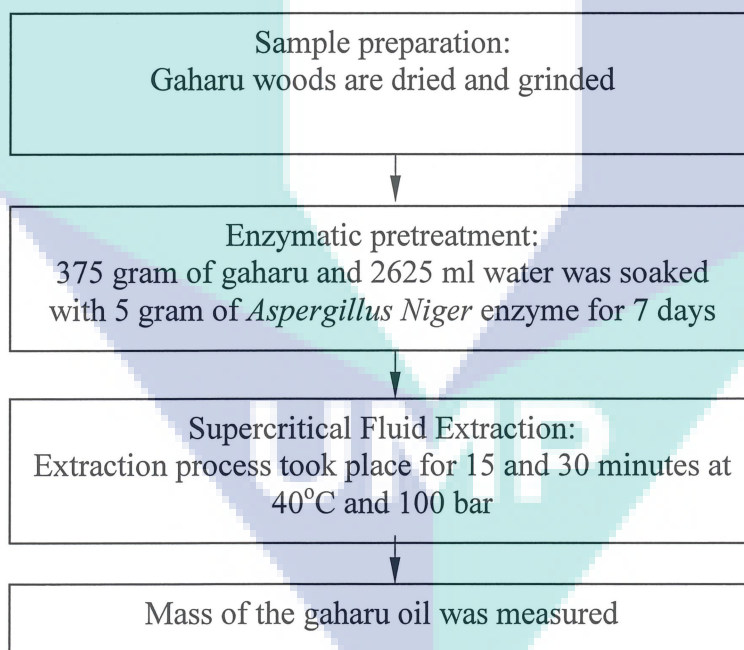 Sample preparation:
Gaharu woods are dried and grinded
Enzymatic pretreatment:
375 gram of gaharu and 2625 ml water was soaked
with 5 gram of Aspergillus Niger enzyme for 7 days
UMP
Supercritical Fluid Extraction:
Extraction process took place for 15 and 30 minutes at
40°C and 100 bar
Mass of the gaharu oil was measured